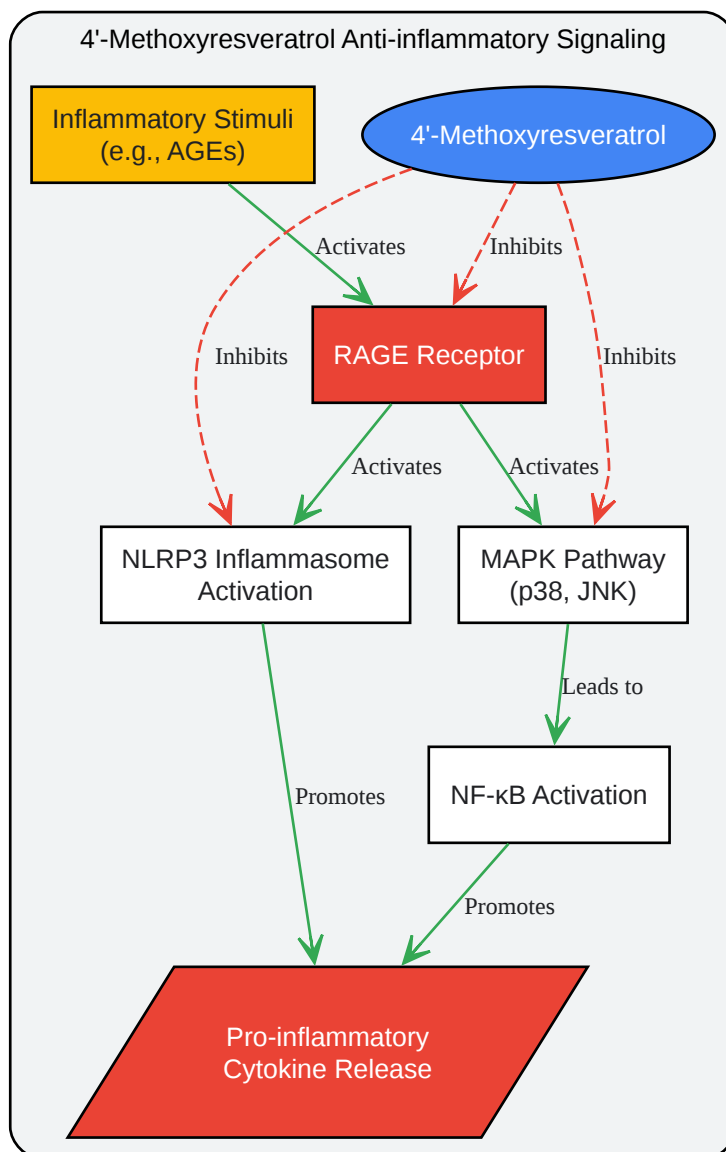 4'-Methoxyresveratrol Anti-inflammatory Signaling
Inflammatory Stimuli
(e.g., AGEs)
4'-Methoxyresveratrol
Activates
Inhibits
RAGE Receptor
Inhibits
Inhibits
Activates
Activates
NLRP3 Inflammasome
Activation
MAPK Pathway
(p38, JNK)
Leads to
NF-κB Activation
Promotes
Promotes
Pro-inflammatory
Cytokine Release